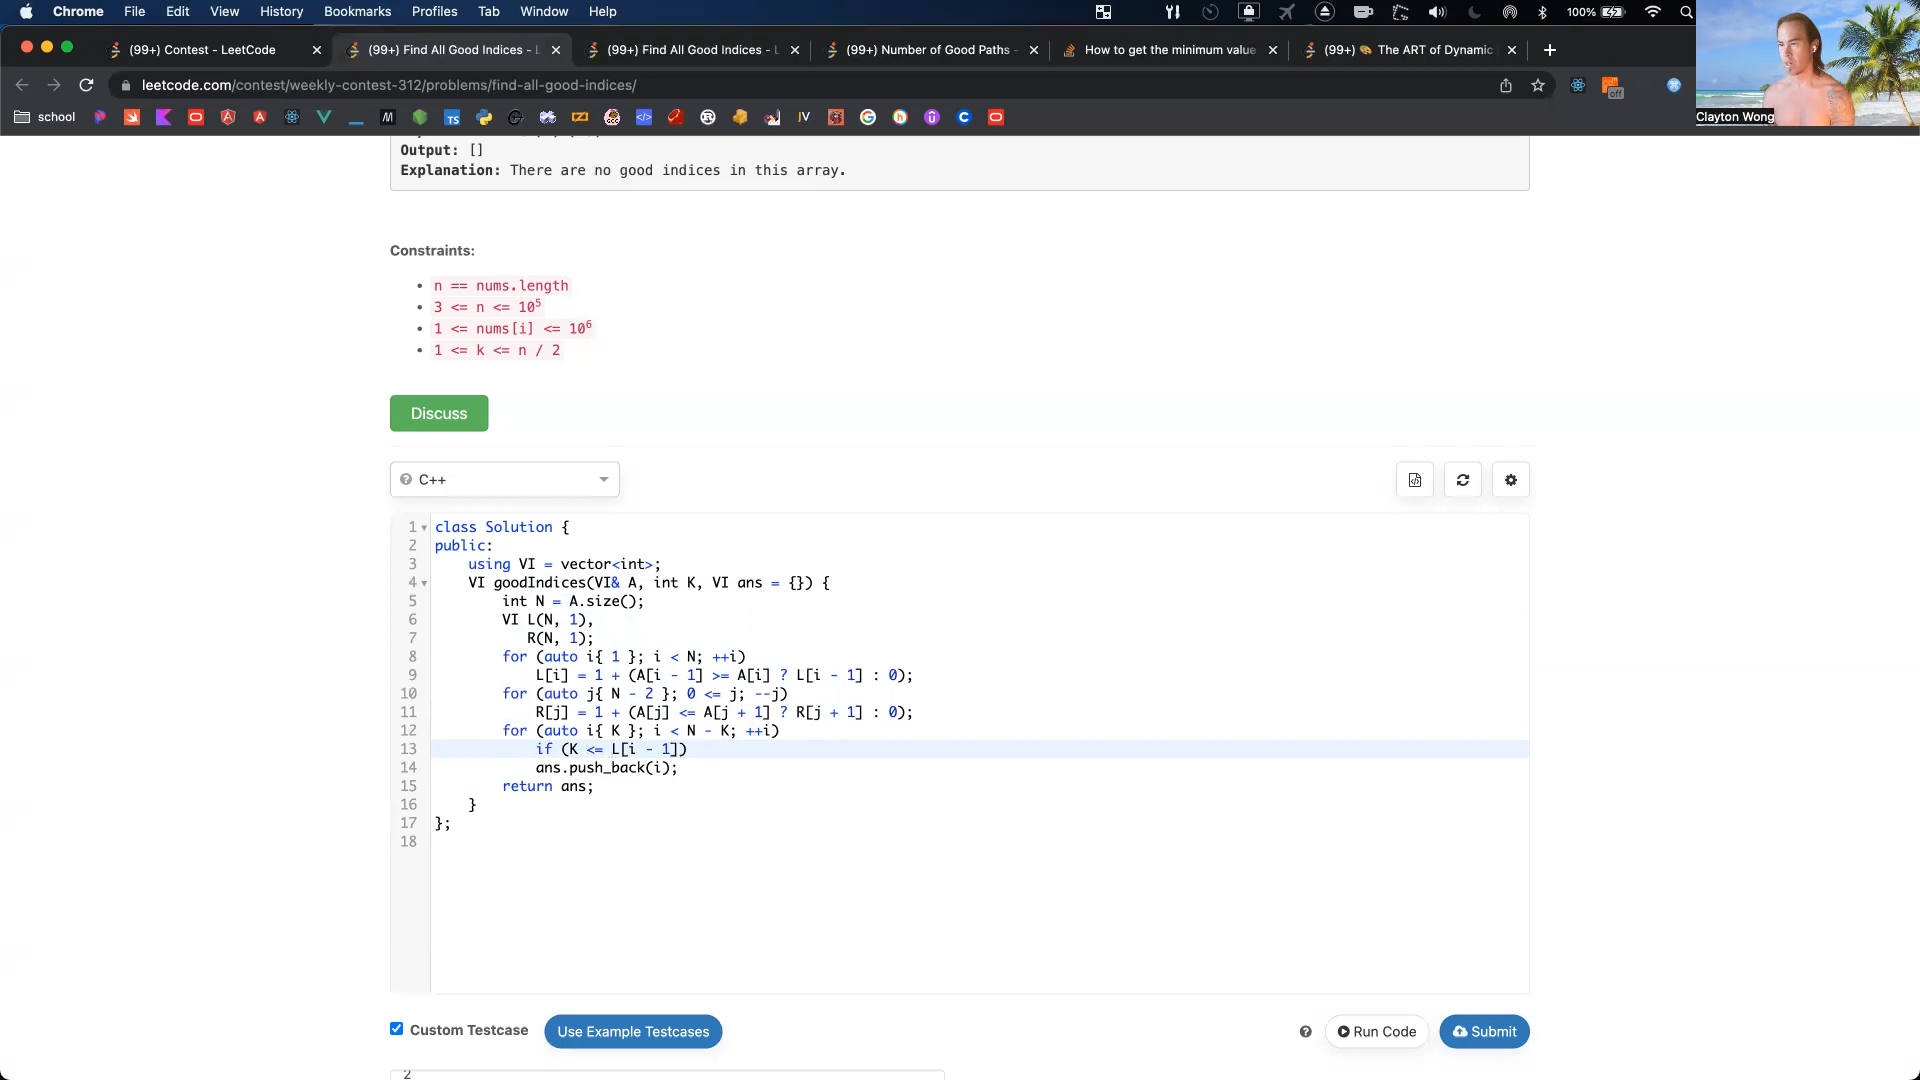 Chrome File Edit View History Bookmarks Profiles Tab Window Help 100%
(99+) Contest - LeetCode
(99+) Find All Good Indices - L
(99+) Find All Good Indices - L
(99+) Number of Good Paths -
How to get the minimum value
(99+) 🎨 The ART of Dynamic
leetcode.com/contest/weekly-contest-312/problems/find-all-good-indices/
off
school
Clayton Wong
Output: []
Explanation: There are no good indices in this array.
Constraints:
• n == nums.length
• 3 <= n <= 10⁵
• 1 <= nums[i] <= 10⁶
• 1 <= k <= n / 2
Discuss
C++
1 class Solution {
2 public:
3     using VI = vector<int>;
4     VI goodIndices(VI& A, int K, VI ans = {}) {
5         int N = A.size();
6         VI L(N, 1),
7            R(N, 1);
8         for (auto i{ 1 }; i < N; ++i)
9             L[i] = 1 + (A[i - 1] >= A[i] ? L[i - 1] : 0);
10         for (auto j{ N - 2 }; 0 <= j; --j)
11             R[j] = 1 + (A[j] <= A[j + 1] ? R[j + 1] : 0);
12         for (auto i{ K }; i < N - K; ++i)
13             if (K <= L[i - 1])
14             ans.push_back(i);
15         return ans;
16     }
17 };
18
Custom Testcase
Use Example Testcases
Run Code
Submit
2